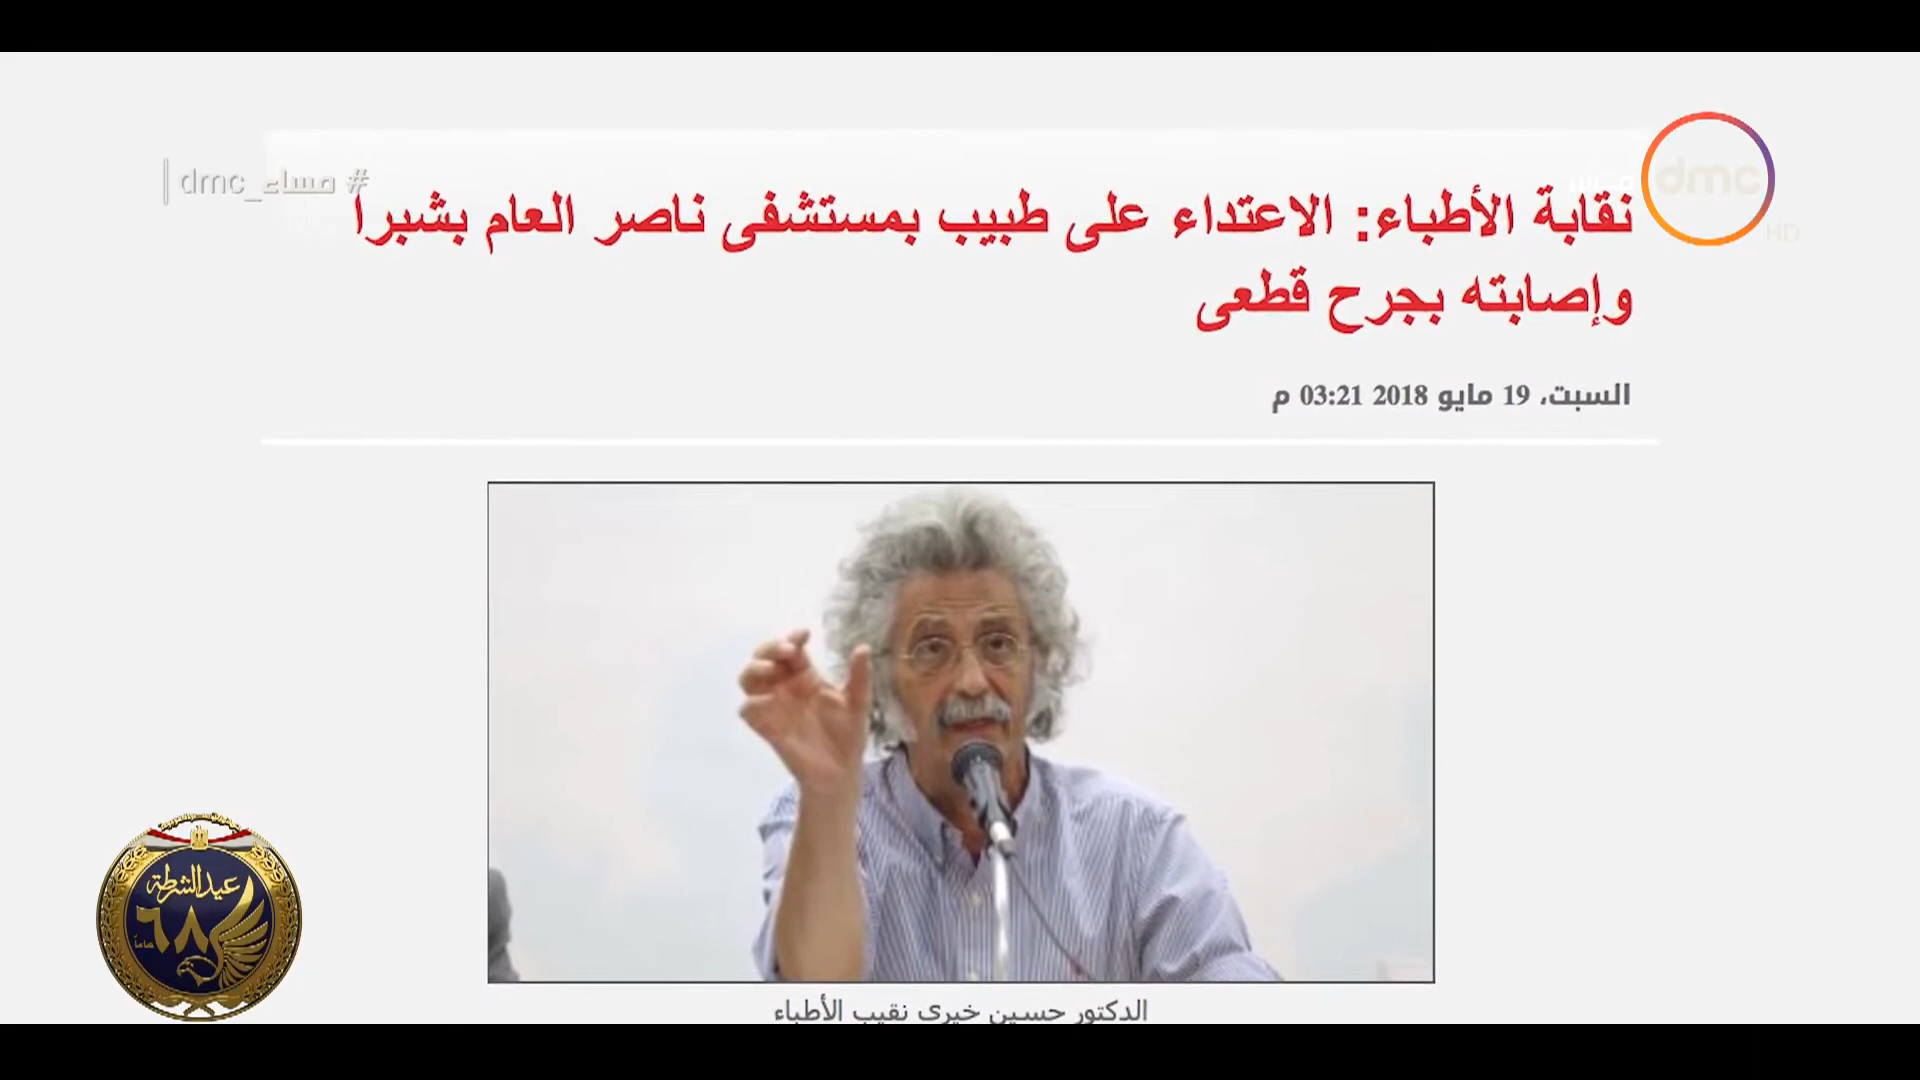 # مساء_dmc
dmc
HD
نقابة الأطباء: الاعتداء على طبيب بمستشفى ناصر العام بشبرا
وإصابته بجرح قطعى
السبت، 19 مايو 2018 03:21 م
عيد الشرطة
٦٨
عاماً
الدكتور حسين خيرى نقيب الأطباء